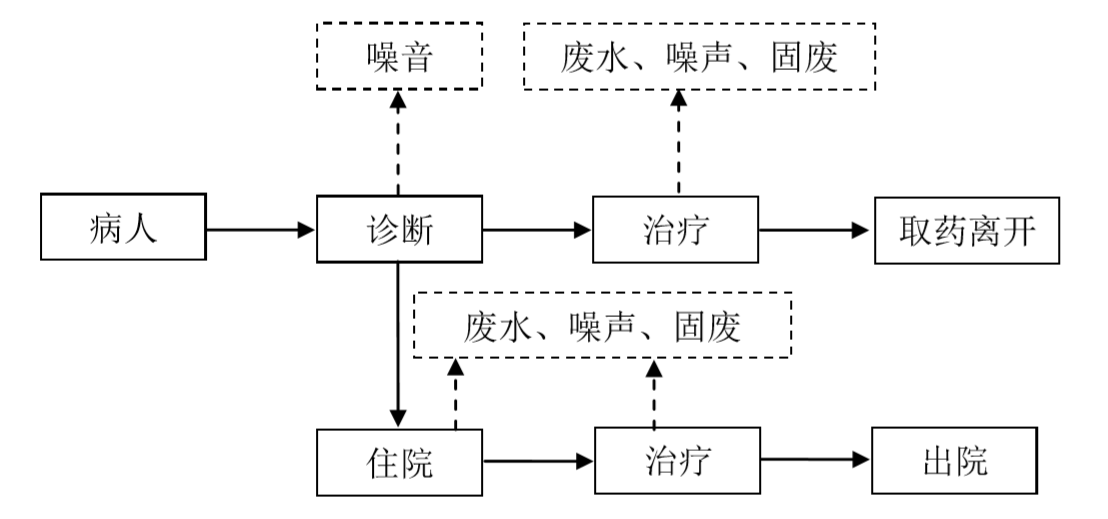 噪音
废水、噪声、固废
病人
诊断
治疗
取药离开
废水、噪声、固废
住院
治疗
出院